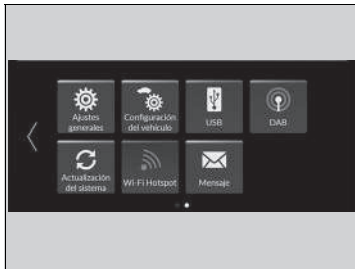 Ajustes
generales
Configuración
del vehículo
USB
DAB
Actualización
del sistema
Wi-Fi Hotspot
Mensaje